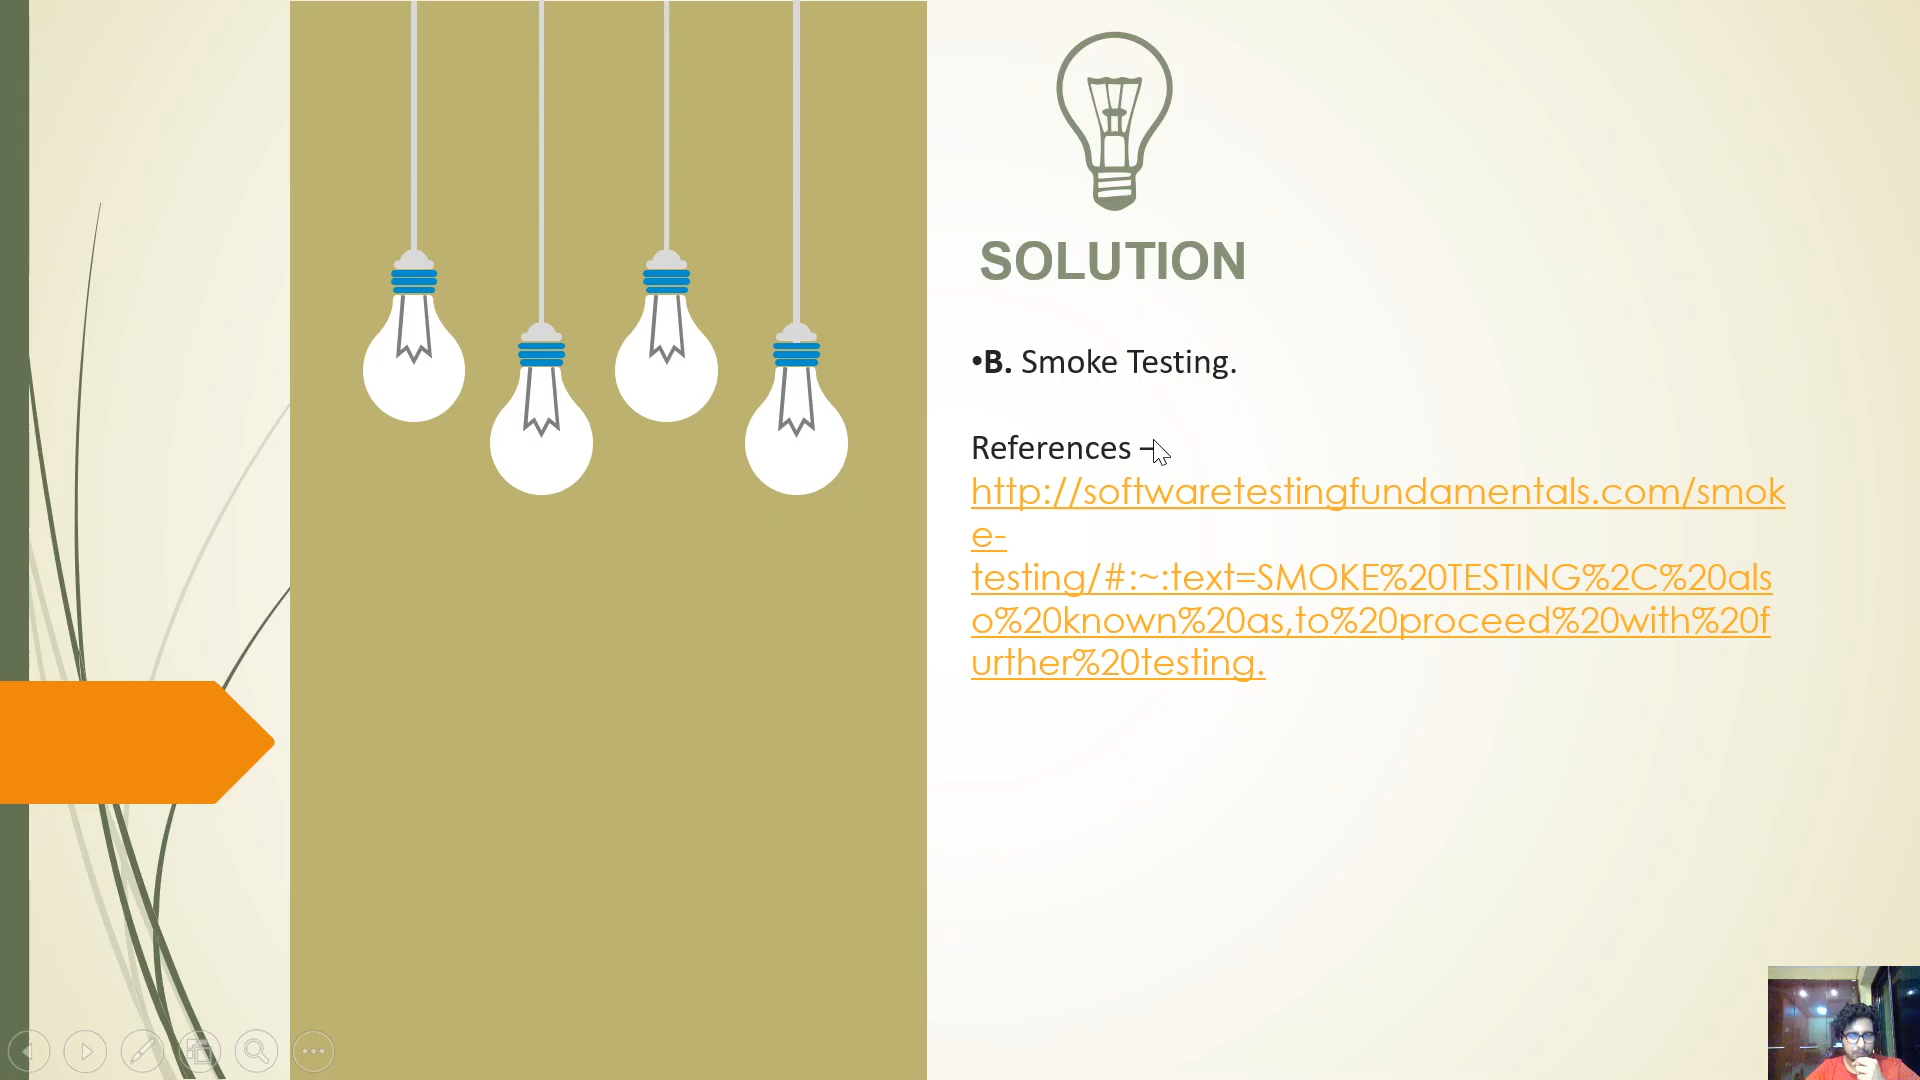 SOLUTION
•B. Smoke Testing.
References –
http://softwaretestingfundamentals.com/smok
e-
testing/#:~:text=SMOKE%20TESTING%2C%20als
o%20known%20as,to%20proceed%20with%20f
urther%20testing.